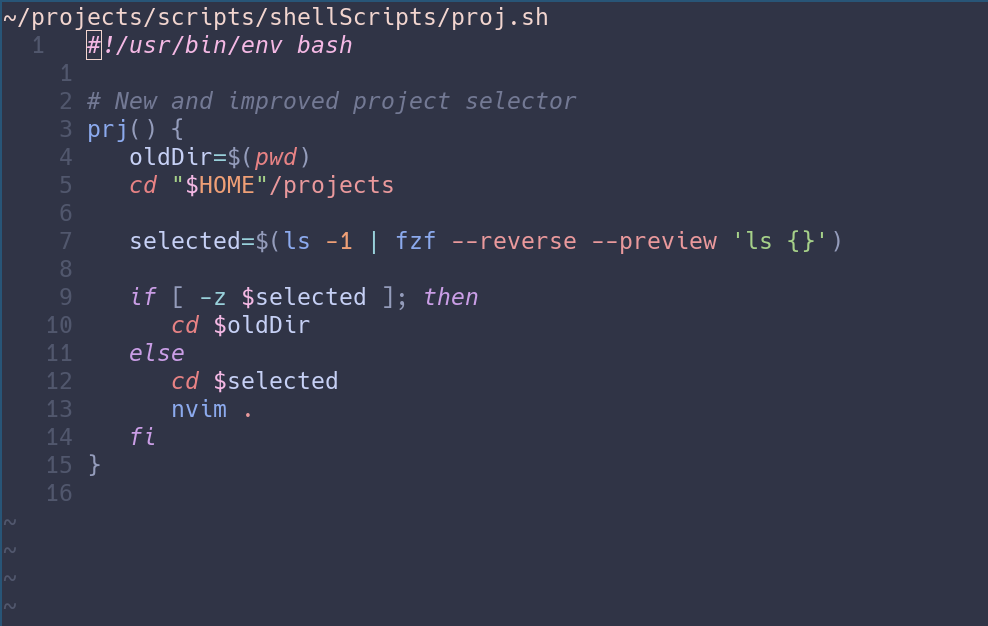 ~/projects/scripts/shellScripts/proj.sh
1 #!/usr/bin/env bash
1
2 # New and improved project selector
3 prj() {
4 oldDir=$(pwd)
5 cd "$HOME"/projects
6
7 selected=$(ls -1 | fzf --reverse --preview 'ls {}')
8
9 if [ -z $selected ]; then
10 cd $oldDir
11 else
12 cd $selected
13 nvim .
14 fi
15 }
16
~
~
~
~